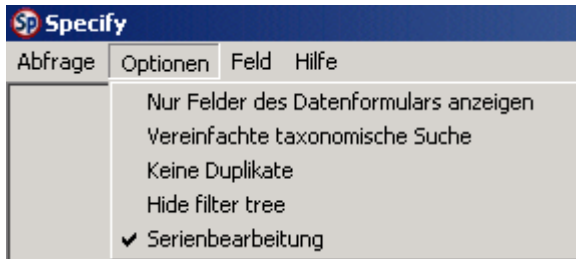 Sp Specify
Abfrage Optionen Feld Hilfe
Nur Felder des Datenformulars anzeigen
Vereinfachte taxonomische Suche
Keine Duplikate
Hide filter tree
Serienbearbeitung